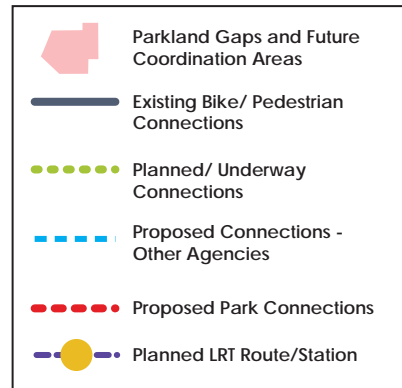 Parkland Gaps and Future
Coordination Areas
Existing Bike/ Pedestrian
Connections
Planned/ Underway
Connections
Proposed Connections -
Other Agencies
Proposed Park Connections
Planned LRT Route/Station